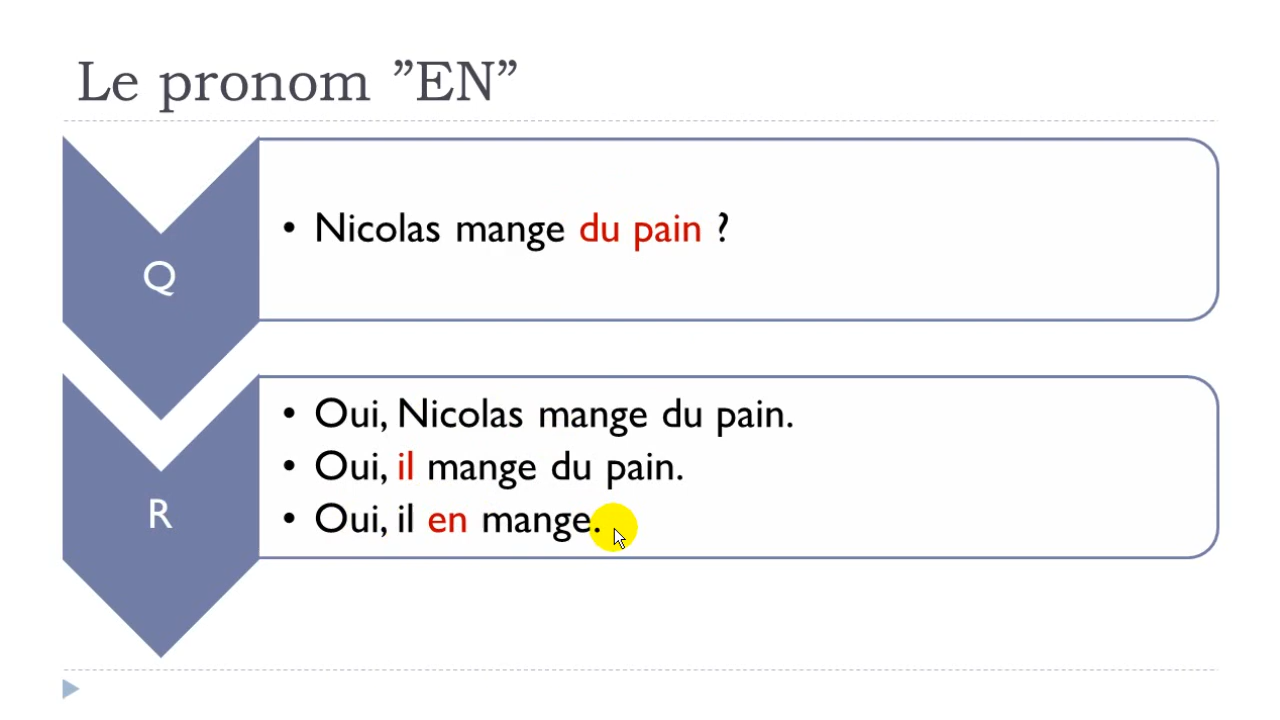 Le pronom ”EN”
Q
• Nicolas mange du pain ?
R
• Oui, Nicolas mange du pain.
• Oui, il mange du pain.
• Oui, il en mange.